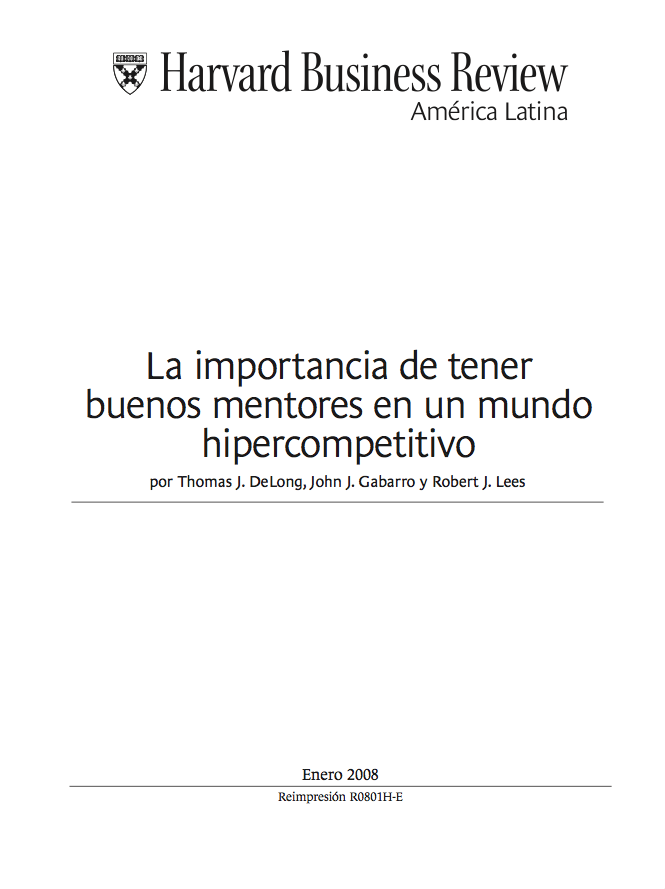 Harvard Business Review
América Latina
La importancia de tener
buenos mentores en un mundo
hipercompetitivo
por Thomas J. DeLong, John J. Gabarro y Robert J. Lees
Enero 2008
Reimpresión R0801H-E